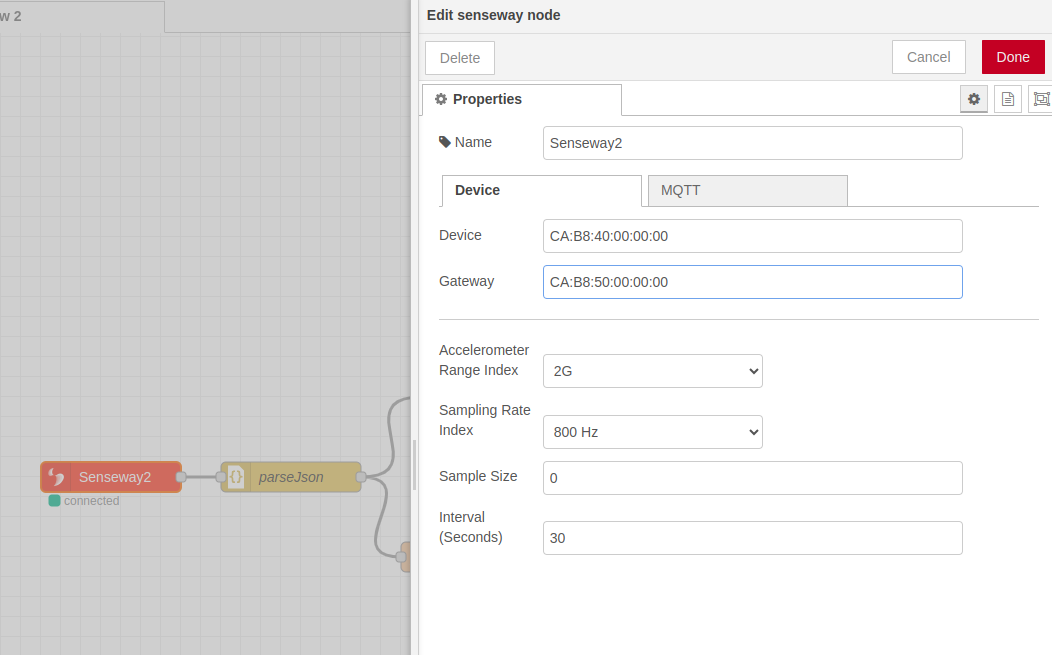 w 2
Edit senseway node
Delete
Cancel
Done
Properties
Name
Senseway2
Device
MQTT
Device
CA:B8:40:00:00:00
Gateway
CA:B8:50:00:00:00
Accelerometer
Range Index
2G
Sampling Rate
Index
800 Hz
Sample Size
0
Interval
(Seconds)
30
Senseway2
{}
parseJson
connected